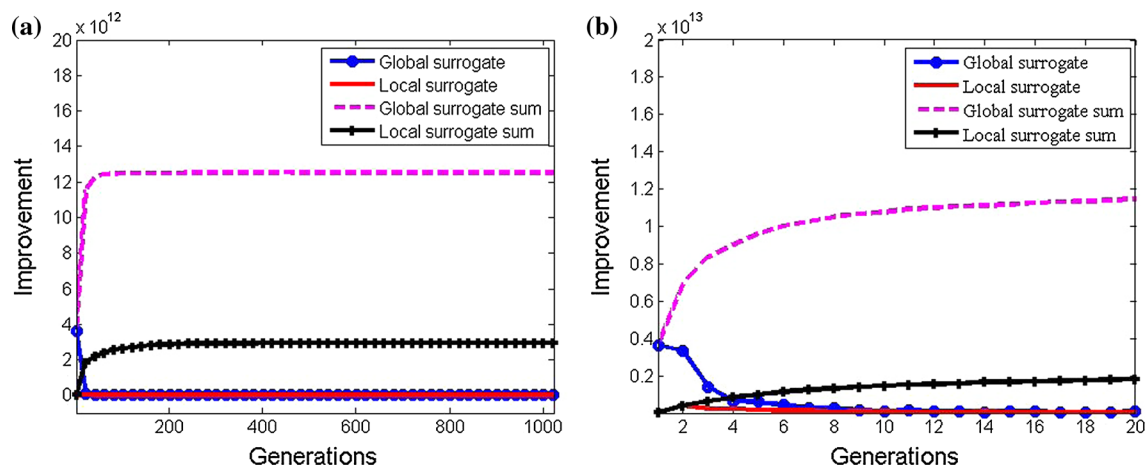 (a)
x 10^12
20
18
16
14
12
10
8
6
4
2
0
Improvement
Global surrogate
Local surrogate
Global surrogate sum
Local surrogate sum
200
400
600
800
1000
Generations
(b)
x 10^13
2
1.8
1.6
1.4
1.2
1
0.8
0.6
0.4
0.2
Improvement
Global surrogate
Local surrogate
Global surrogate sum
Local surrogate sum
2
4
6
8
10
12
14
16
18
20
Generations